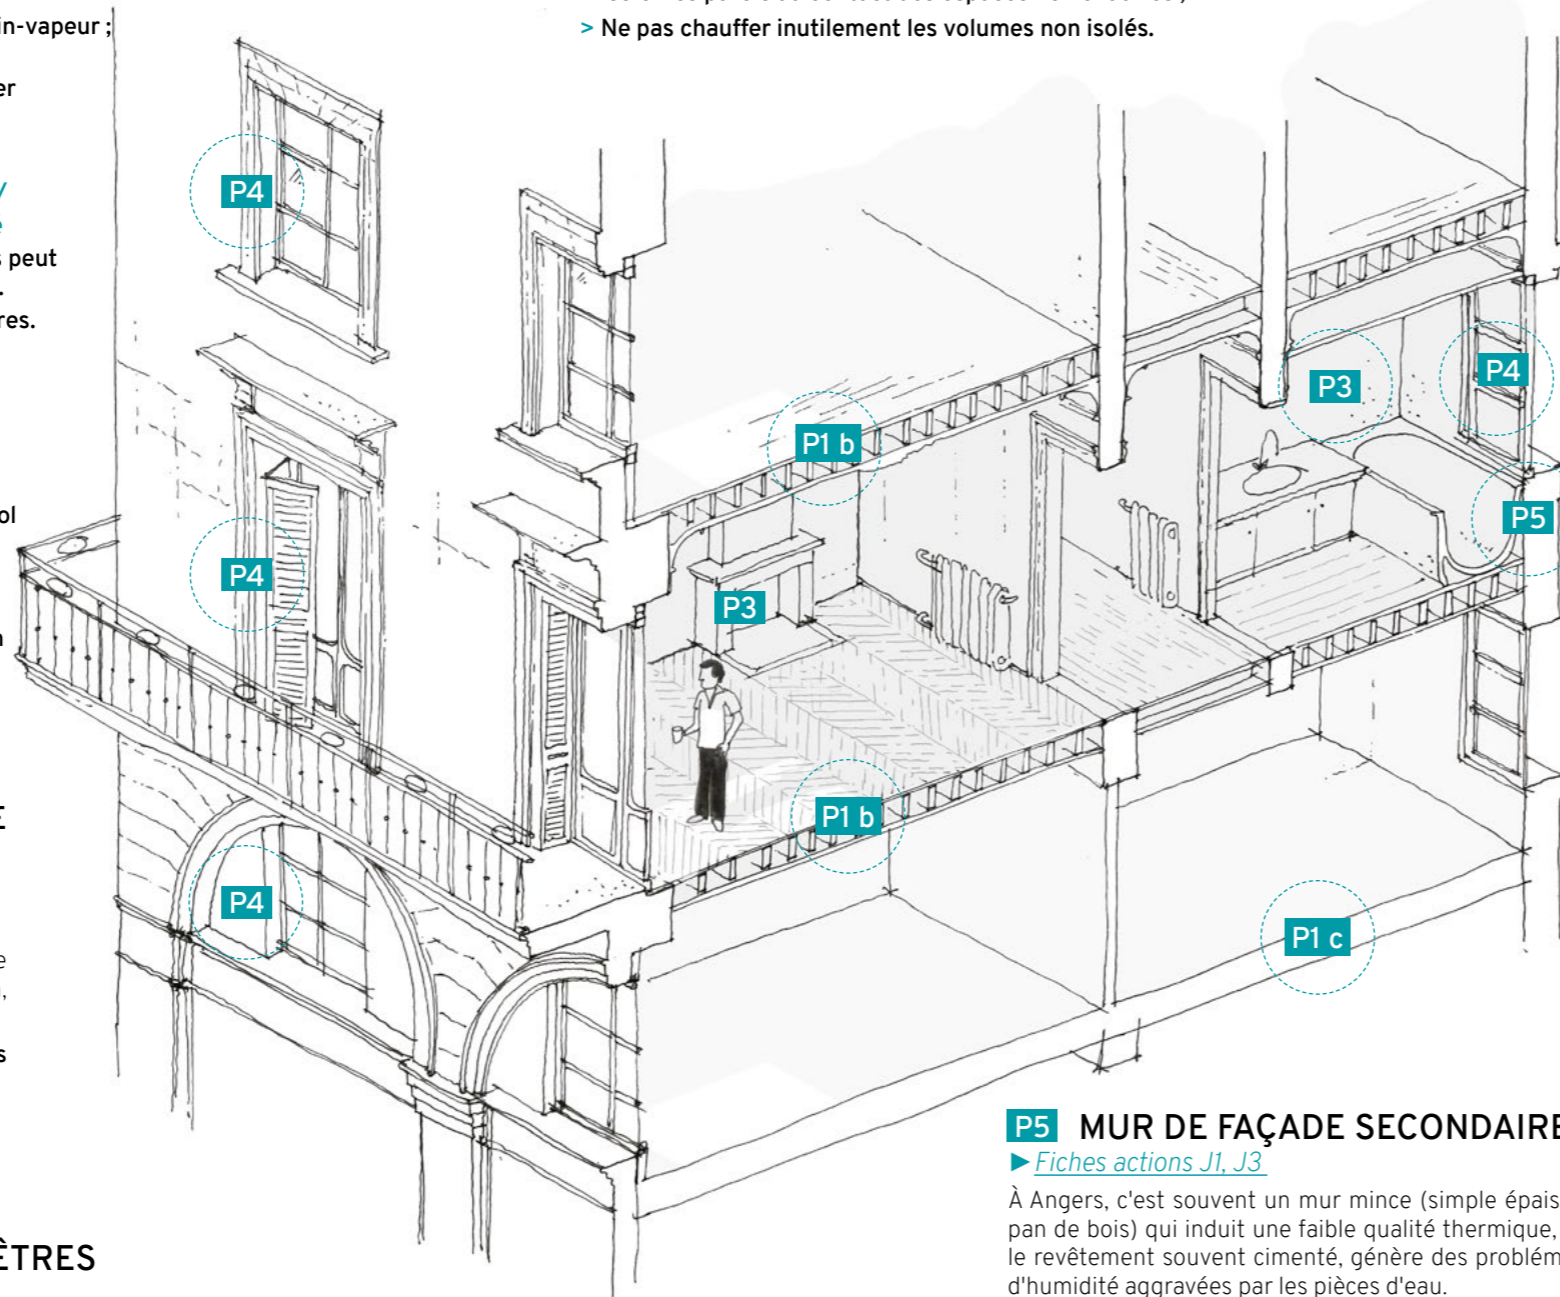 in-vapeur ;
er
s peut
res.
ol
> Ne pas chauffer inutilement les volumes non isolés.
P4
P4
P4
P1 b
P3
P4
P5
P3
P1 b
P1 c
E
e
s
ÊTRES
P5 MUR DE FAÇADE SECONDAIRE
►Fiches actions J1, J3
À Angers, c'est souvent un mur mince (simple épais
pan de bois) qui induit une faible qualité thermique,
le revêtement souvent cimenté, génère des problém
d'humidité aggravées par les pièces d'eau.